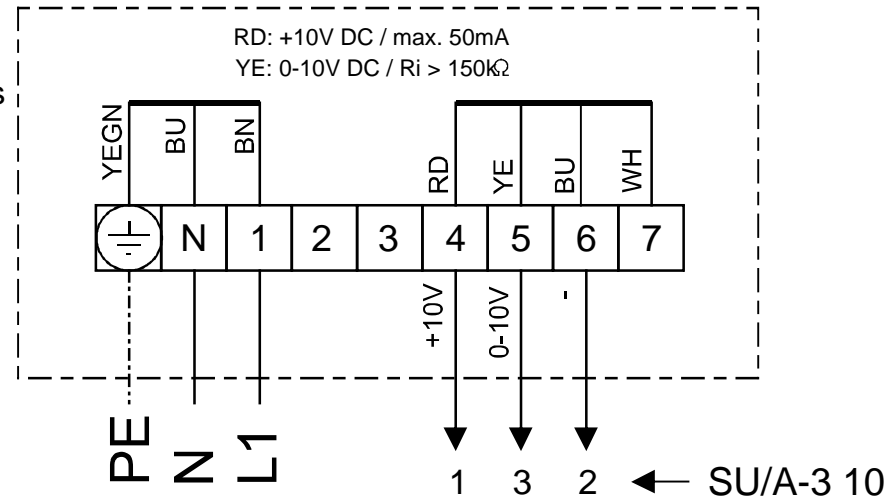 RD: +10V DC / max. 50mA
YE: 0-10V DC / Ri > 150kΩ
s
YEGN BU BN RD YE BU WH
N 1 2 3 4 5 6 7
+10V 0-10V -
PE N L1
1 3 2 SU/A-3 10